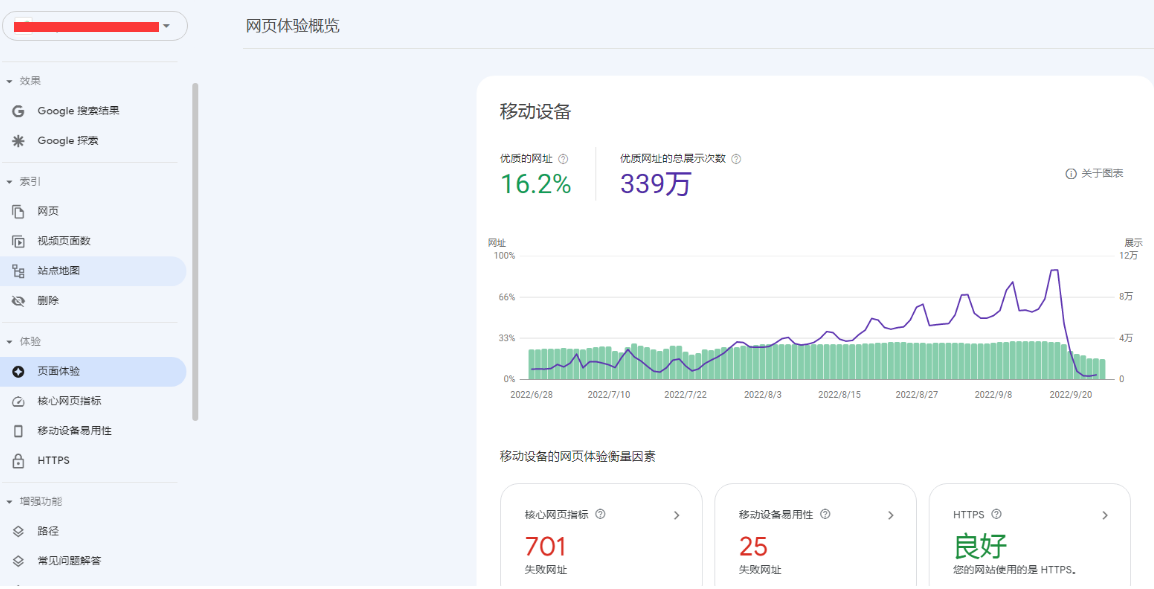 网页体验概览
效果
Google 搜索结果
Google 探索
索引
网页
视频页面数
站点地图
删除
体验
页面体验
核心网页指标
移动设备易用性
HTTPS
增强功能
路径
常见问题解答
移动设备
优质的网址
优质网址的总展示次数
16.2%
339万
关于图表
网址
展示
100%
12万
66%
8万
33%
4万
0%
0
2022/6/28 2022/7/10 2022/7/22 2022/8/3 2022/8/15 2022/8/27 2022/9/8 2022/9/20
移动设备的网页体验衡量因素
核心网页指标
701
失败网址
移动设备易用性
25
失败网址
HTTPS
良好
您的网站使用的是 HTTPS。